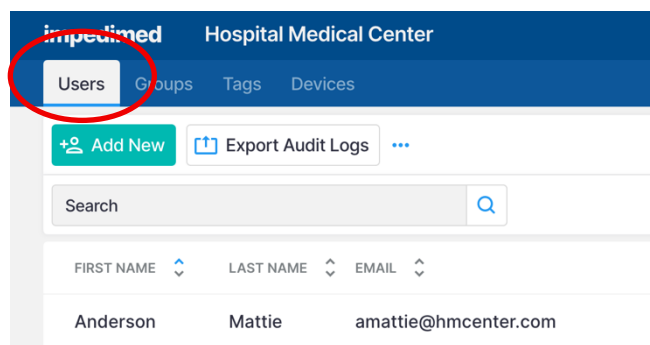 impedimed Hospital Medical Center
Users Groups Tags Devices
Add New Export Audit Logs
Search
FIRST NAME LAST NAME EMAIL
Anderson Mattie amattie@hmcenter.com